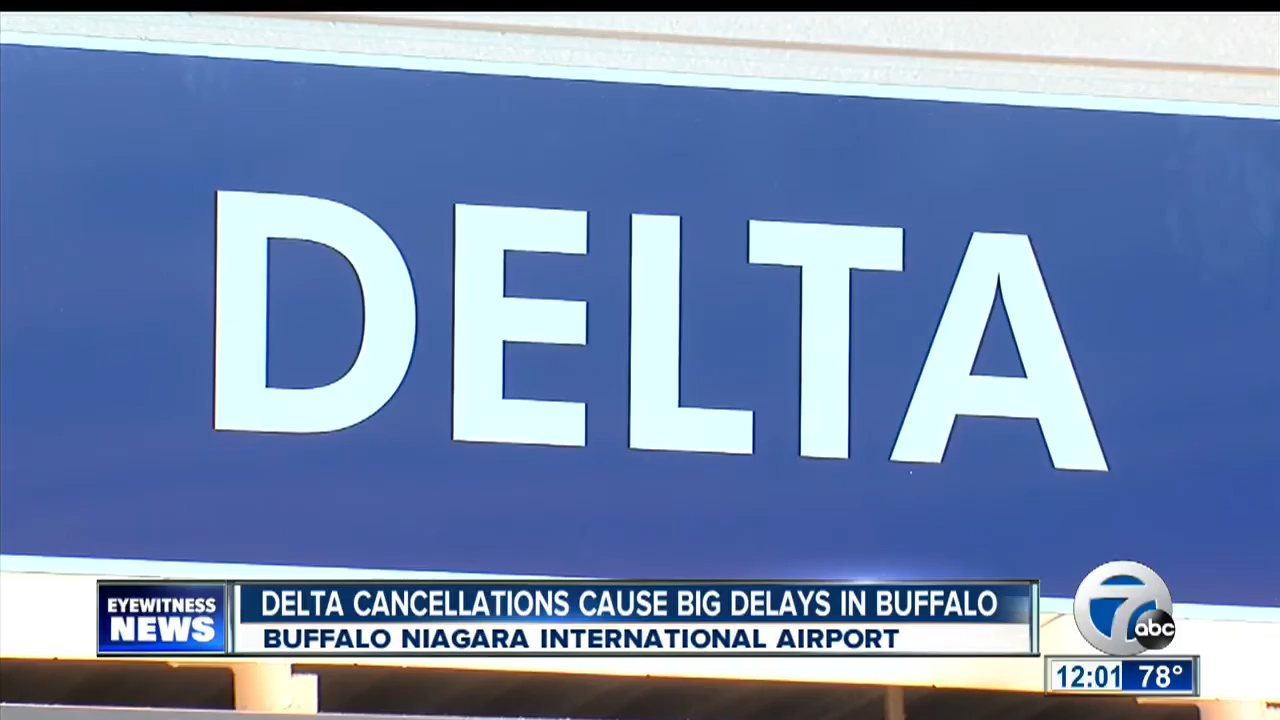 DELTA
EYEWITNESS
NEWS
DELTA CANCELLATIONS CAUSE BIG DELAYS IN BUFFALO
BUFFALO NIAGARA INTERNATIONAL AIRPORT
7
abc
12:01 78°